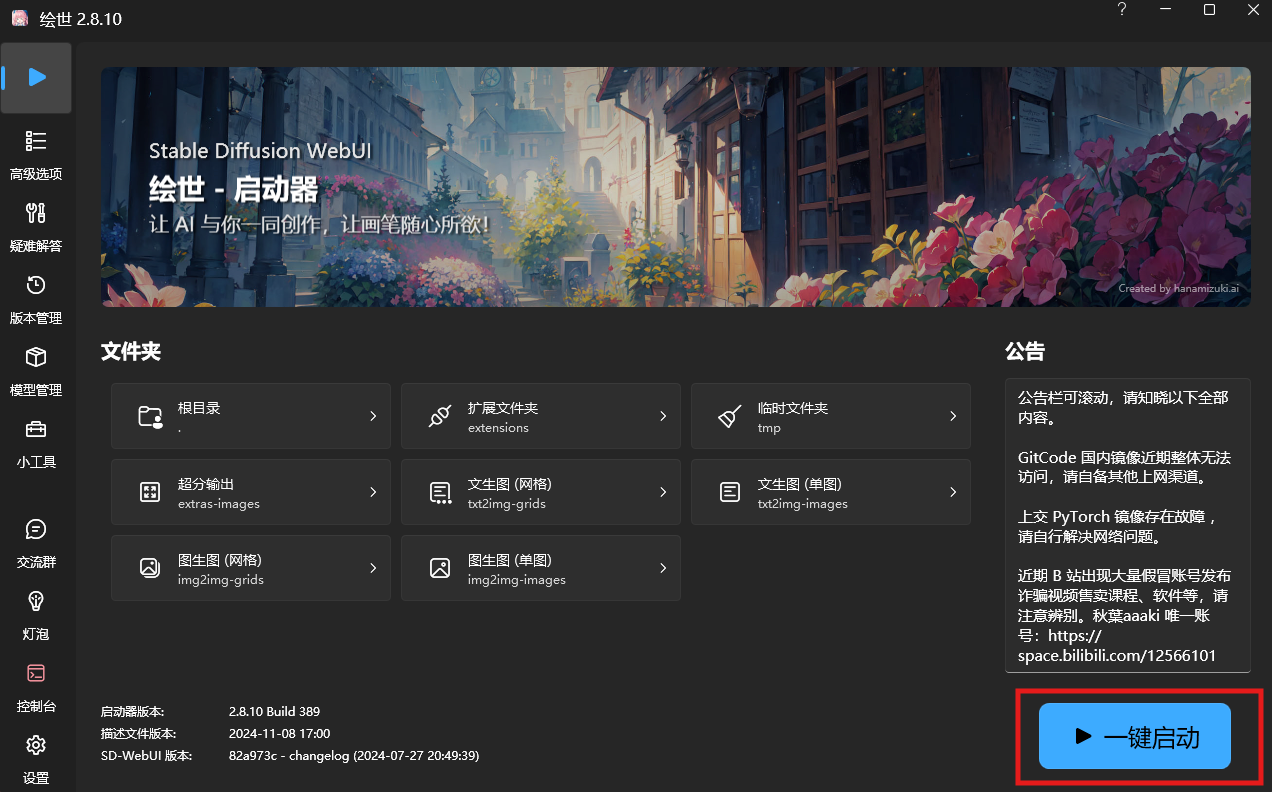 绘世 2.8.10
高级选项
疑难解答
版本管理
模型管理
小工具
交流群
灯泡
控制台
设置
Stable Diffusion WebUI
绘世 - 启动器
让 AI 与你一同创作，让画笔随心所欲！
Created by hanamizuki.ai
文件夹
根目录
.
扩展文件夹
extensions
临时文件夹
tmp
超分输出
extras-images
文生图 (网格)
txt2img-grids
文生图 (单图)
txt2img-images
图生图 (网格)
img2img-grids
图生图 (单图)
img2img-images
公告
公告栏可滚动，请知晓以下全部
内容。
GitCode 国内镜像近期整体无法
访问，请自备其他上网渠道。
上交 PyTorch 镜像存在故障，
请自行解决网络问题。
近期 B 站出现大量假冒账号发布
诈骗视频售卖课程、软件等，请
注意辨别。秋葉aaaki 唯一账
号：https://
space.bilibili.com/12566101
启动器版本: 2.8.10 Build 389
描述文件版本: 2024-11-08 17:00
SD-WebUI 版本: 82a973c - changelog (2024-07-27 20:49:39)
一键启动